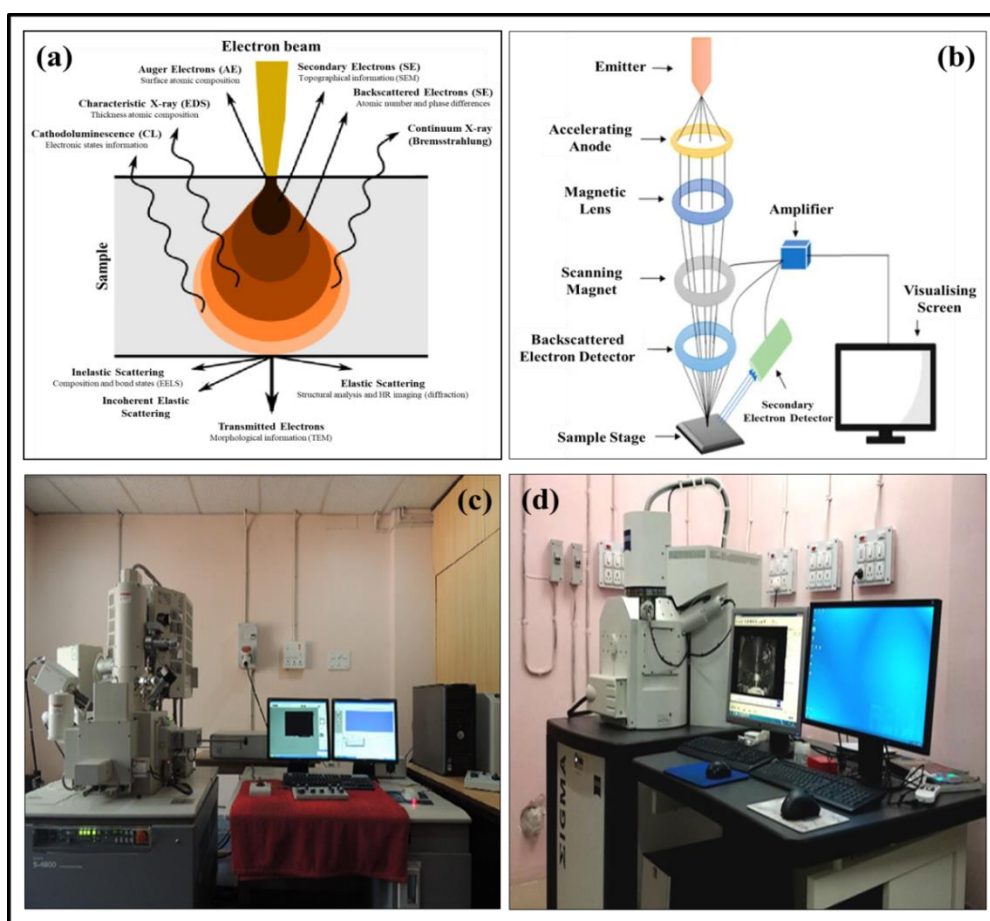 (a)
Electron beam
Auger Electrons (AE)
Surface atomic composition
Secondary Electrons (SE)
Topographical information (SEM)
Characteristic X-ray (EDS)
Thickness atomic composition
Backscattered Electrons (SE)
Atomic number and phase differences
Cathodoluminescence (CL)
Electronic states information
Continuum X-ray
(Bremsstrahlung)
Sample
Inelastic Scattering
Composition and bond states (EELS)
Incoherent Elastic
Scattering
Elastic Scattering
Structural analysis and HR imaging (diffraction)
Transmitted Electrons
Morphological information (TEM)
(b)
Emitter
Accelerating
Anode
Magnetic
Lens
Amplifier
Scanning
Magnet
Visualising
Screen
Backscattered
Electron Detector
Secondary
Electron Detector
Sample Stage
(c)
S-4800
(d)
ΣIGMA